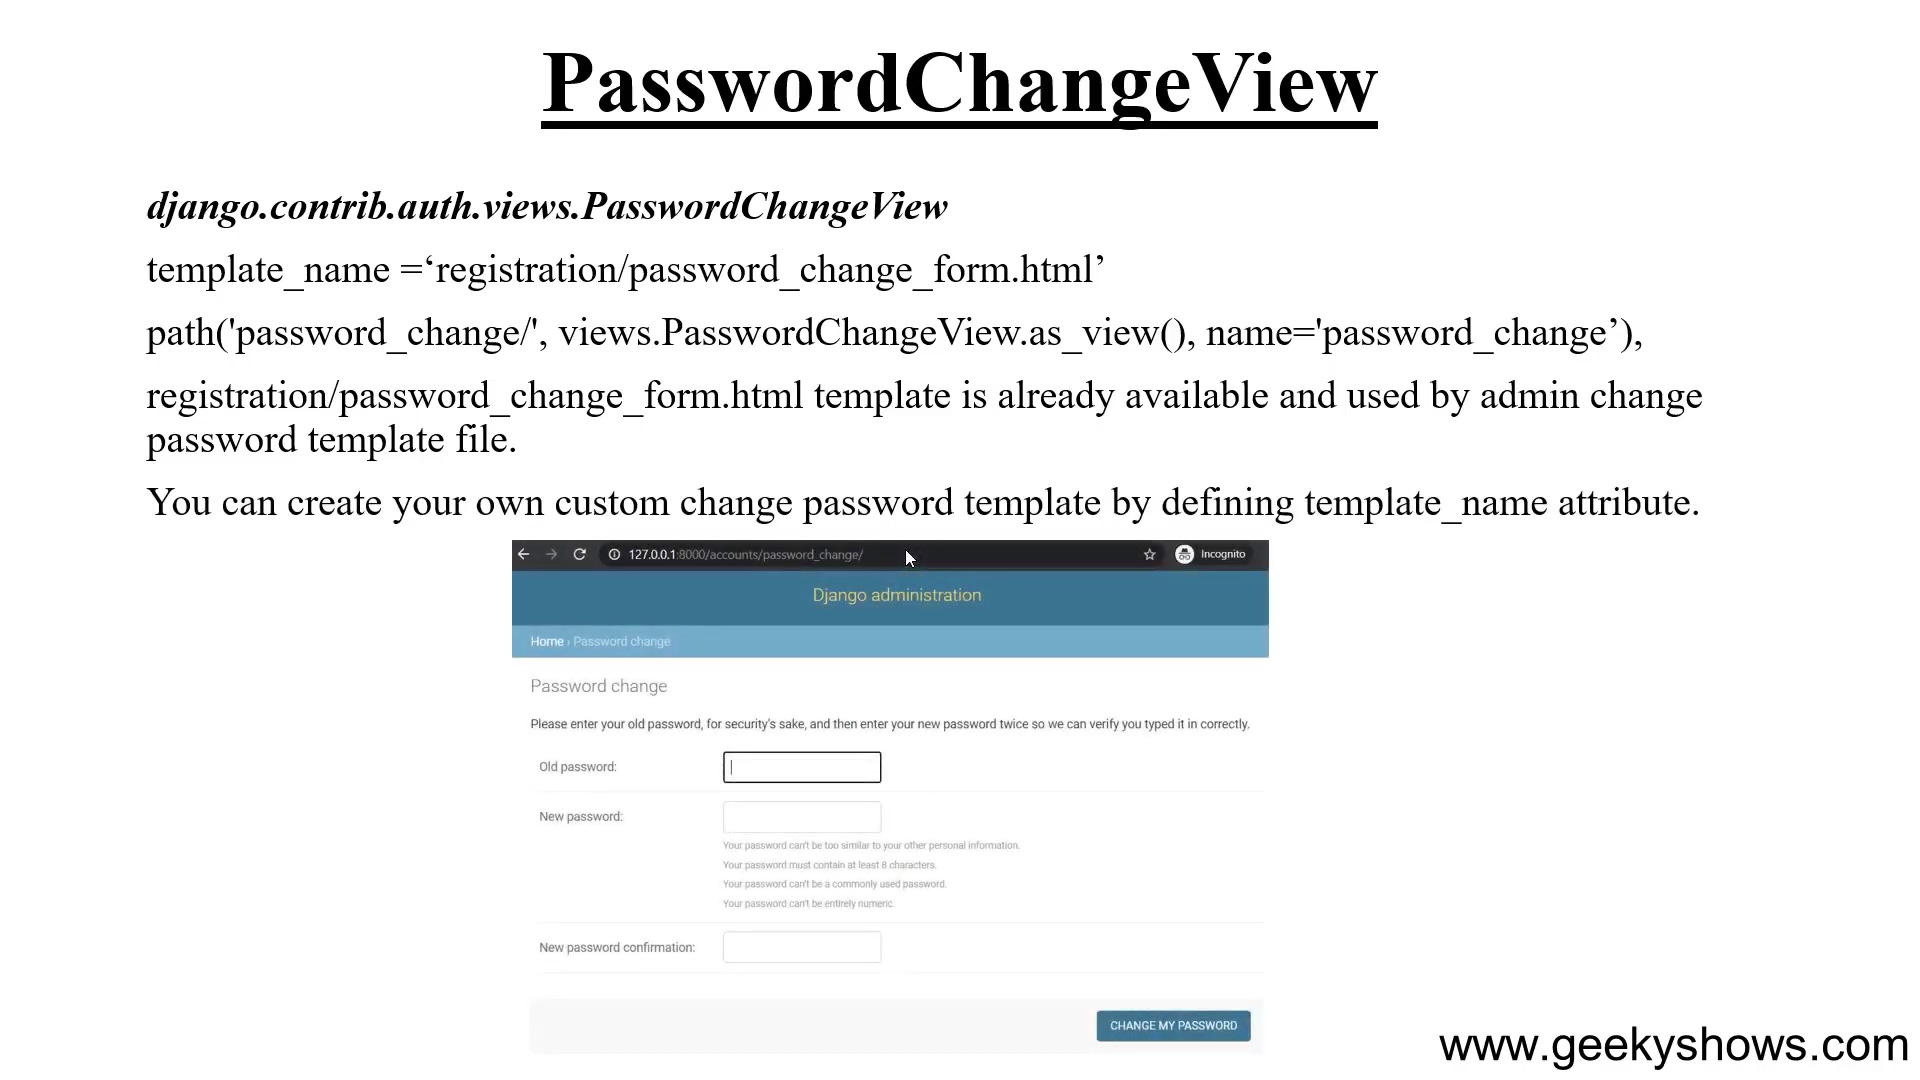 PasswordChangeView
django.contrib.auth.views.PasswordChangeView
template_name =‘registration/password_change_form.html’
path('password_change/', views.PasswordChangeView.as_view(), name='password_change’),
registration/password_change_form.html template is already available and used by admin change
password template file.
You can create your own custom change password template by defining template_name attribute.
127.0.0.1:8000/accounts/password_change/ Incognito
Django administration
Home › Password change
Password change
Please enter your old password, for security's sake, and then enter your new password twice so we can verify you typed it in correctly.
Old password:
New password:
Your password can't be too similar to your other personal information.
Your password must contain at least 8 characters.
Your password can't be a commonly used password.
Your password can't be entirely numeric.
New password confirmation:
CHANGE MY PASSWORD
www.geekyshows.com